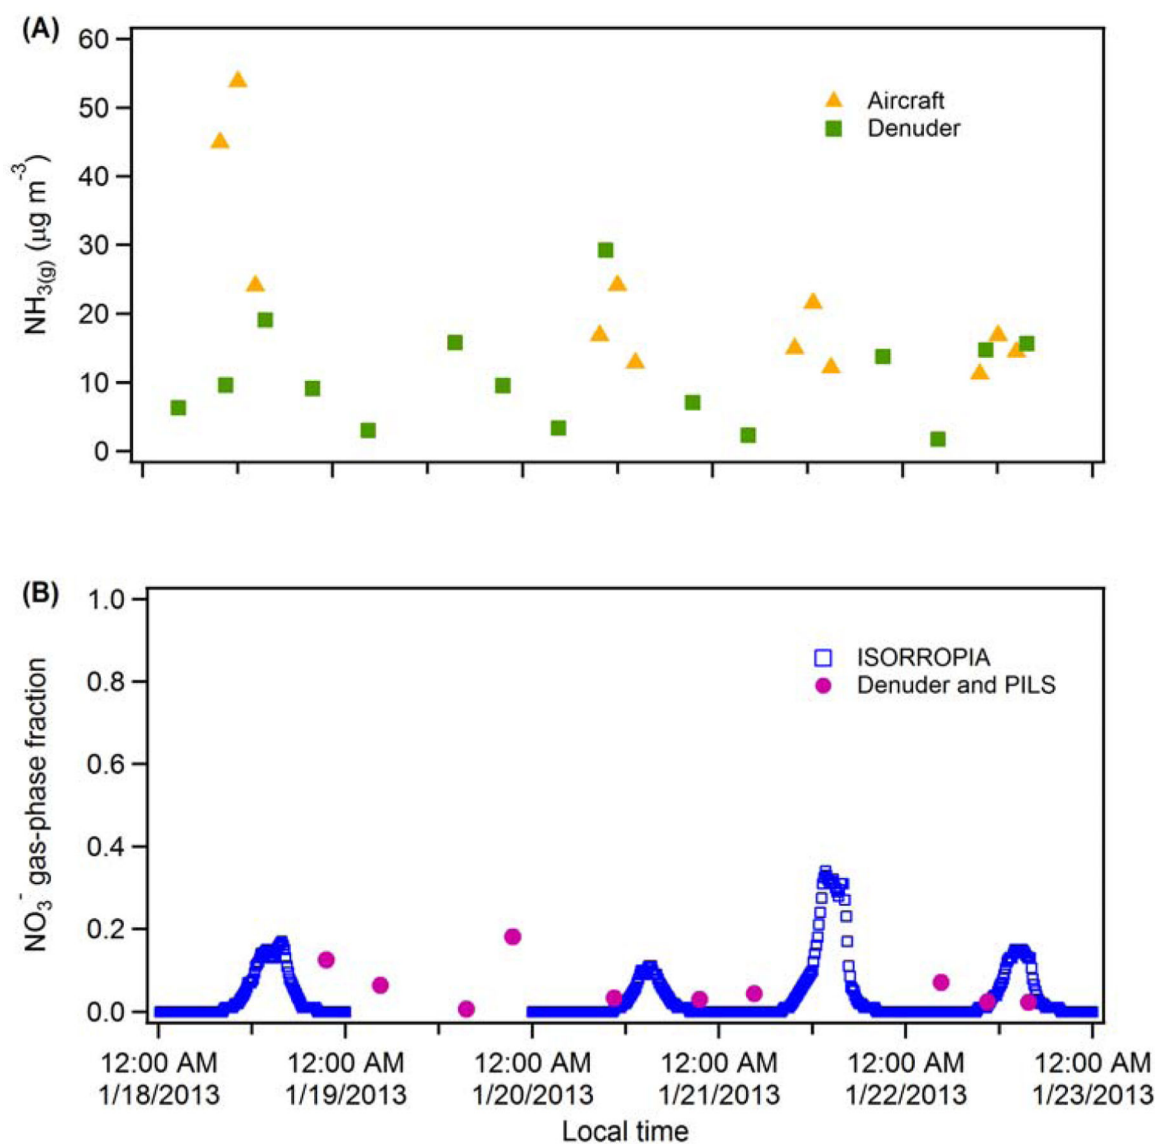 (A)
60
50
40
30
20
10
0
NH3(g) (μg m-3)
Aircraft
Denuder
(B)
1.0
0.8
0.6
0.4
0.2
0.0
NO3- gas-phase fraction
ISORROPIA
Denuder and PILS
12:00 AM 12:00 AM 12:00 AM 12:00 AM 12:00 AM 12:00 AM
1/18/2013 1/19/2013 1/20/2013 1/21/2013 1/22/2013 1/23/2013
Local time